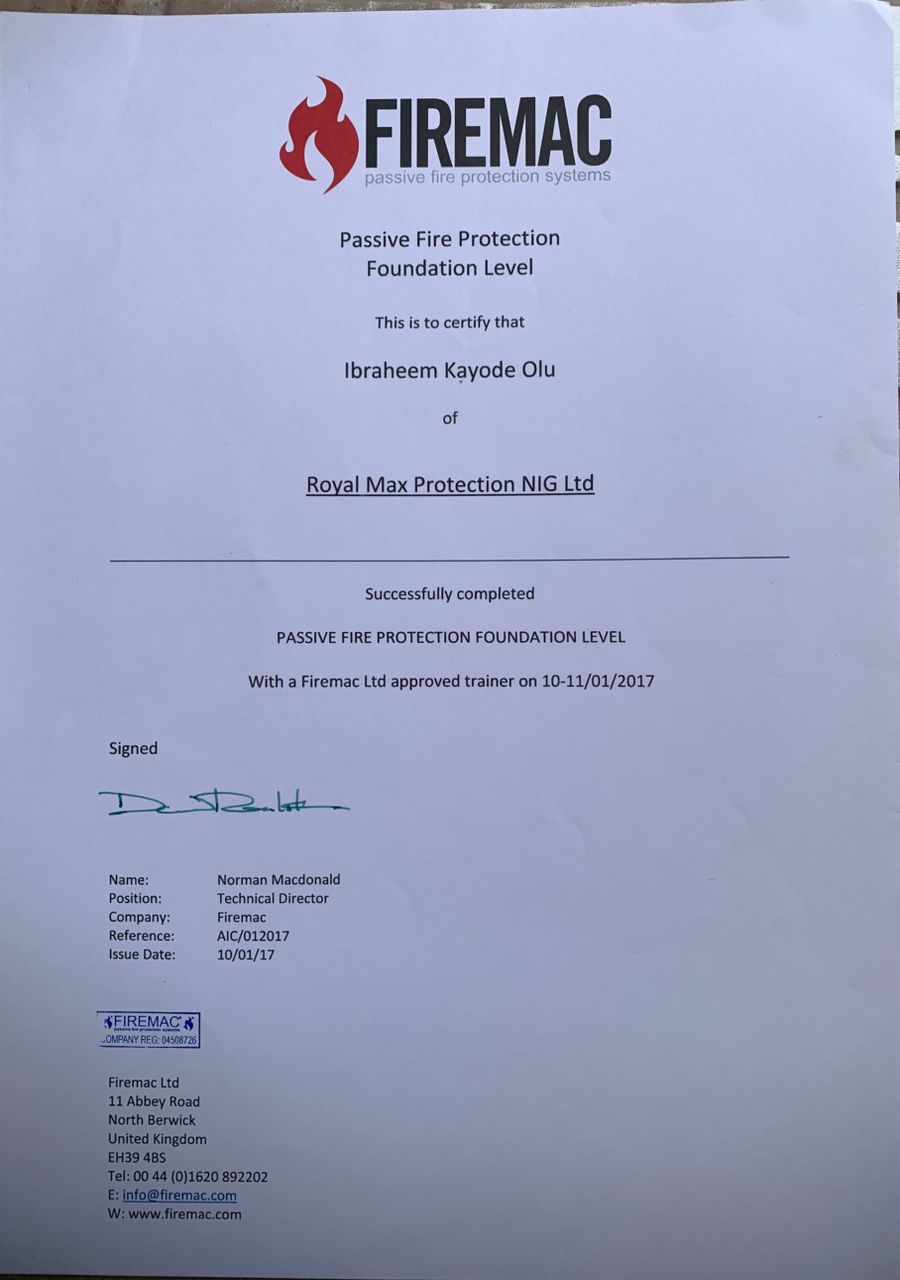 FIREMAC
passive fire protection systems
Passive Fire Protection
Foundation Level
This is to certify that
Ibraheem Kayode Olu
of
Royal Max Protection NIG Ltd
Successfully completed
PASSIVE FIRE PROTECTION FOUNDATION LEVEL
With a Firemac Ltd approved trainer on 10-11/01/2017
Signed
Name: Norman Macdonald
Position: Technical Director
Company: Firemac
Reference: AIC/012017
Issue Date: 10/01/17
FIREMAC
passive fire protection systems
COMPANY REG: 04508726
Firemac Ltd
11 Abbey Road
North Berwick
United Kingdom
EH39 4BS
Tel: 00 44 (0)1620 892202
E: info@firemac.com
W: www.firemac.com